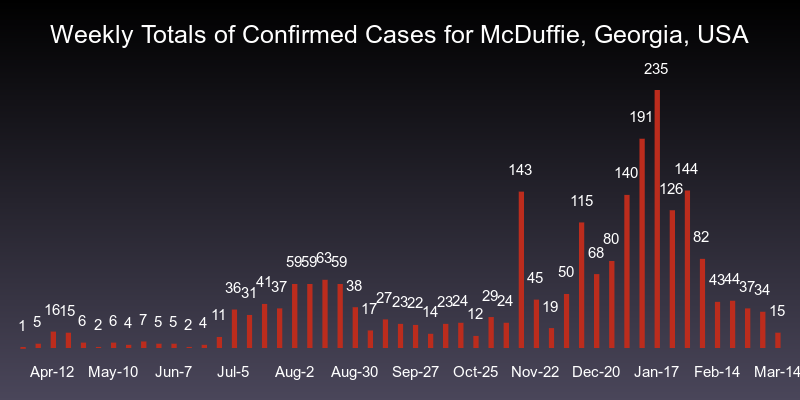 Weekly Totals of Confirmed Cases for McDuffie, Georgia, USA
235
191
143
144
140
126
115
82
80
68
59 59 63 59
50
45
36 31 41 37
38
17 27 23 22 14 23 24 12 29 24
19
43 44 37 34
15
1 5 16 15 6 2 6 4 7 5 5 2 4 11
Apr-12 May-10 Jun-7 Jul-5 Aug-2 Aug-30 Sep-27 Oct-25 Nov-22 Dec-20 Jan-17 Feb-14 Mar-14